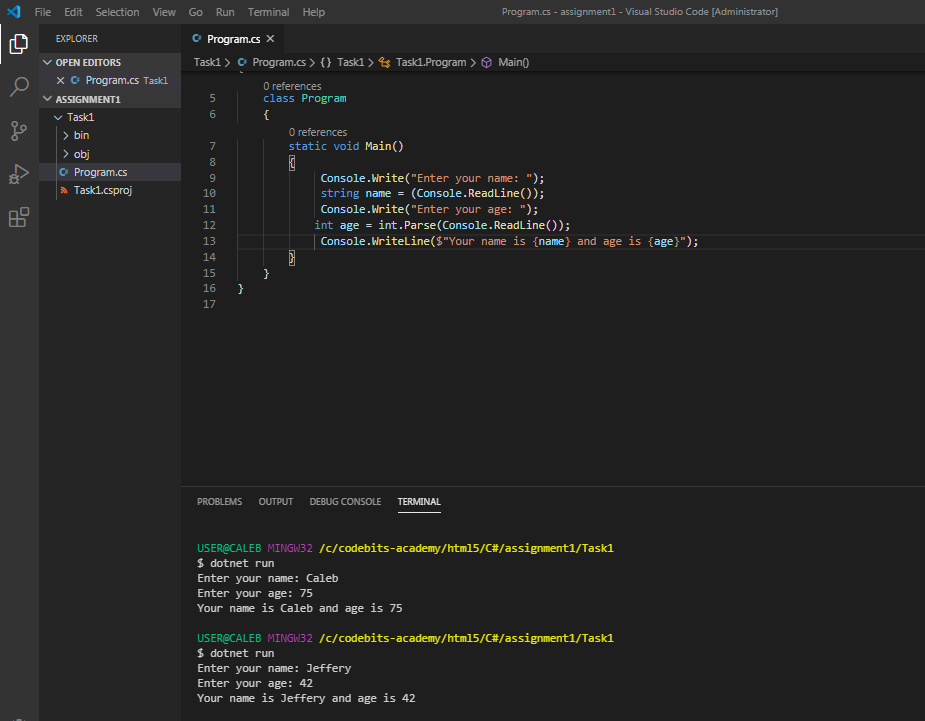 File Edit Selection View Go Run Terminal Help Program.cs - assignment1 - Visual Studio Code [Administrator]
EXPLORER
OPEN EDITORS
Program.cs Task1
ASSIGNMENT1
Task1
bin
obj
Program.cs
Task1.csproj
Program.cs
Task1 > Program.cs > {} Task1 > Task1.Program > Main()
0 references
5 class Program
6 {
0 references
7 static void Main()
8 {
9 Console.Write("Enter your name: ");
10 string name = (Console.ReadLine());
11 Console.Write("Enter your age: ");
12 int age = int.Parse(Console.ReadLine());
13 Console.WriteLine($"Your name is {name} and age is {age}");
14 }
15 }
16 }
17
PROBLEMS OUTPUT DEBUG CONSOLE TERMINAL
USER@CALEB MINGW32 /c/codebits-academy/html5/C#/assignment1/Task1
$ dotnet run
Enter your name: Caleb
Enter your age: 75
Your name is Caleb and age is 75
USER@CALEB MINGW32 /c/codebits-academy/html5/C#/assignment1/Task1
$ dotnet run
Enter your name: Jeffery
Enter your age: 42
Your name is Jeffery and age is 42